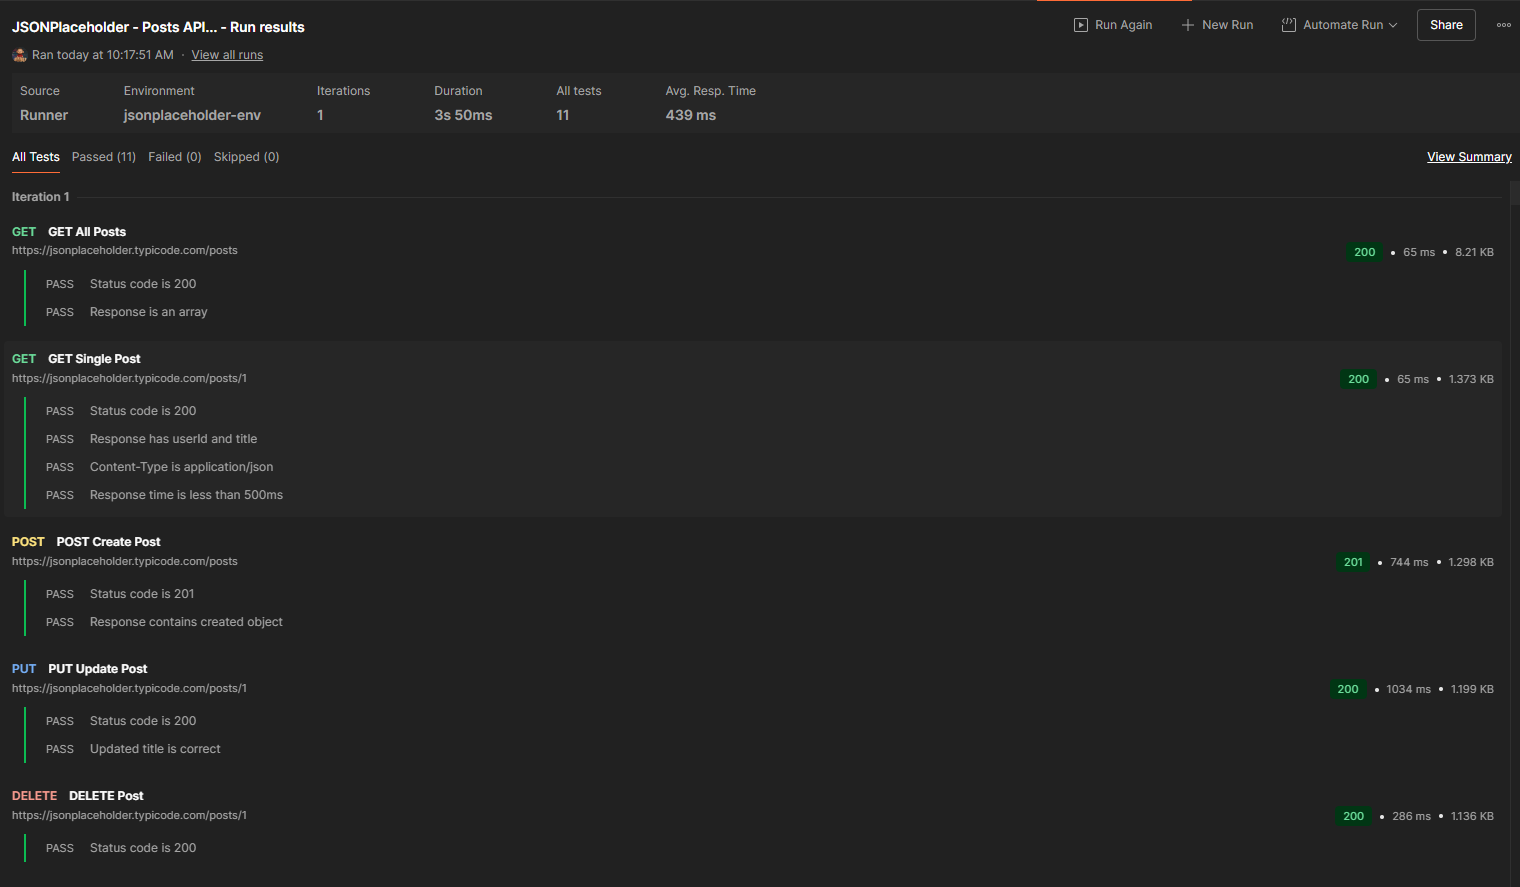 JSONPlaceholder - Posts API... - Run results
Run Again
New Run
Automate Run
Share
Ran today at 10:17:51 AM · View all runs
Source Environment Iterations Duration All tests Avg. Resp. Time
Runner jsonplaceholder-env 1 3s 50ms 11 439 ms
All Tests Passed (11) Failed (0) Skipped (0) View Summary
Iteration 1
GET GET All Posts
https://jsonplaceholder.typicode.com/posts
200 • 65 ms • 8.21 KB
PASS Status code is 200
PASS Response is an array
GET GET Single Post
https://jsonplaceholder.typicode.com/posts/1
200 • 65 ms • 1.373 KB
PASS Status code is 200
PASS Response has userId and title
PASS Content-Type is application/json
PASS Response time is less than 500ms
POST POST Create Post
https://jsonplaceholder.typicode.com/posts
201 • 744 ms • 1.298 KB
PASS Status code is 201
PASS Response contains created object
PUT PUT Update Post
https://jsonplaceholder.typicode.com/posts/1
200 • 1034 ms • 1.199 KB
PASS Status code is 200
PASS Updated title is correct
DELETE DELETE Post
https://jsonplaceholder.typicode.com/posts/1
200 • 286 ms • 1.136 KB
PASS Status code is 200